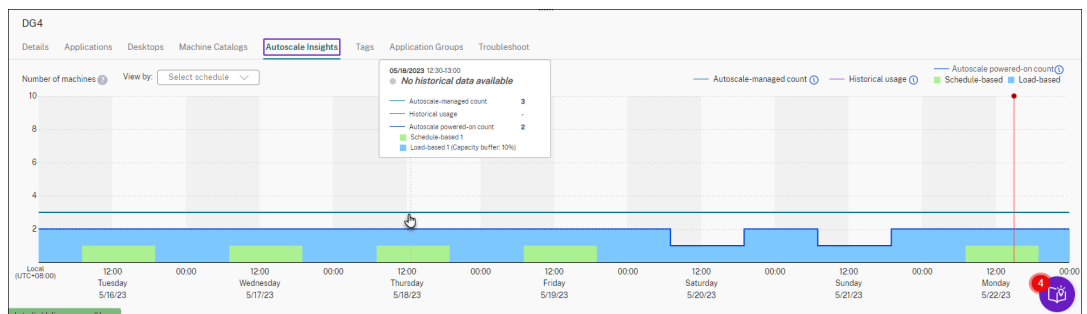 DG4
Details Applications Desktops Machine Catalogs Autoscale Insights Tags Application Groups Troubleshoot
Number of machines ? View by: Select schedule
05/18/2023 12:30-13:00
No historical data available
Autoscale-managed count 3
Historical usage -
Autoscale powered-on count 2
Schedule-based 1
Load-based 1 (Capacity buffer: 10%)
Autoscale-managed count Historical usage Autoscale powered-on count
Schedule-based Load-based
10
8
6
4
2
Local 12:00 00:00 12:00 00:00 12:00 00:00 12:00 00:00 12:00 00:00 12:00 00:00 12:00 00:00
(UTC+08:00) Tuesday Wednesday Thursday Friday Saturday Sunday Monday
5/16/23 5/17/23 5/18/23 5/19/23 5/20/23 5/21/23 5/22/23
4